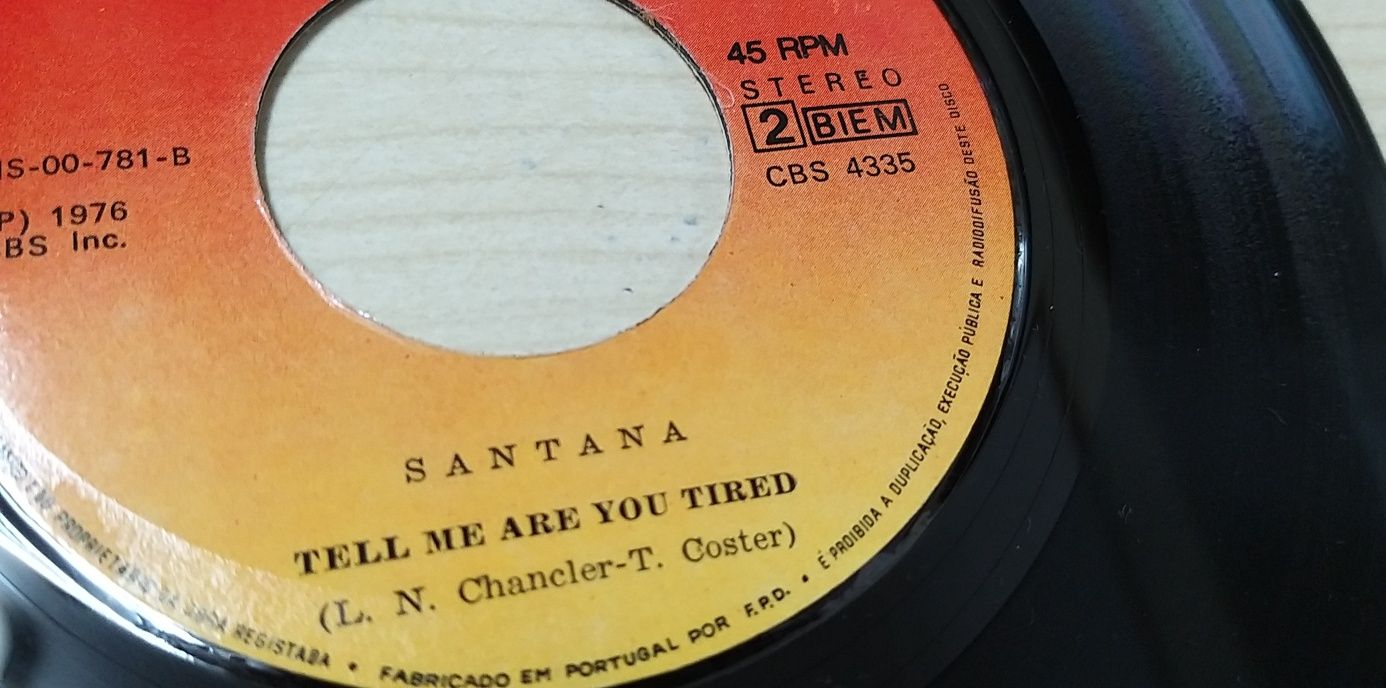 45 RPM
STEREO
2 BIEM
CBS 4335
S-00-781-B
P) 1976
BS Inc.
SANTANA
TELL ME ARE YOU TIRED
(L. N. Chancler-T. Coster)
REGISTADA • FABRICADO EM PORTUGAL POR F.P.D. • É PROIBIDA A DUPLICAÇÃO, EXECUÇÃO PÚBLICA E RADIODIFUSÃO DESTE DISCO